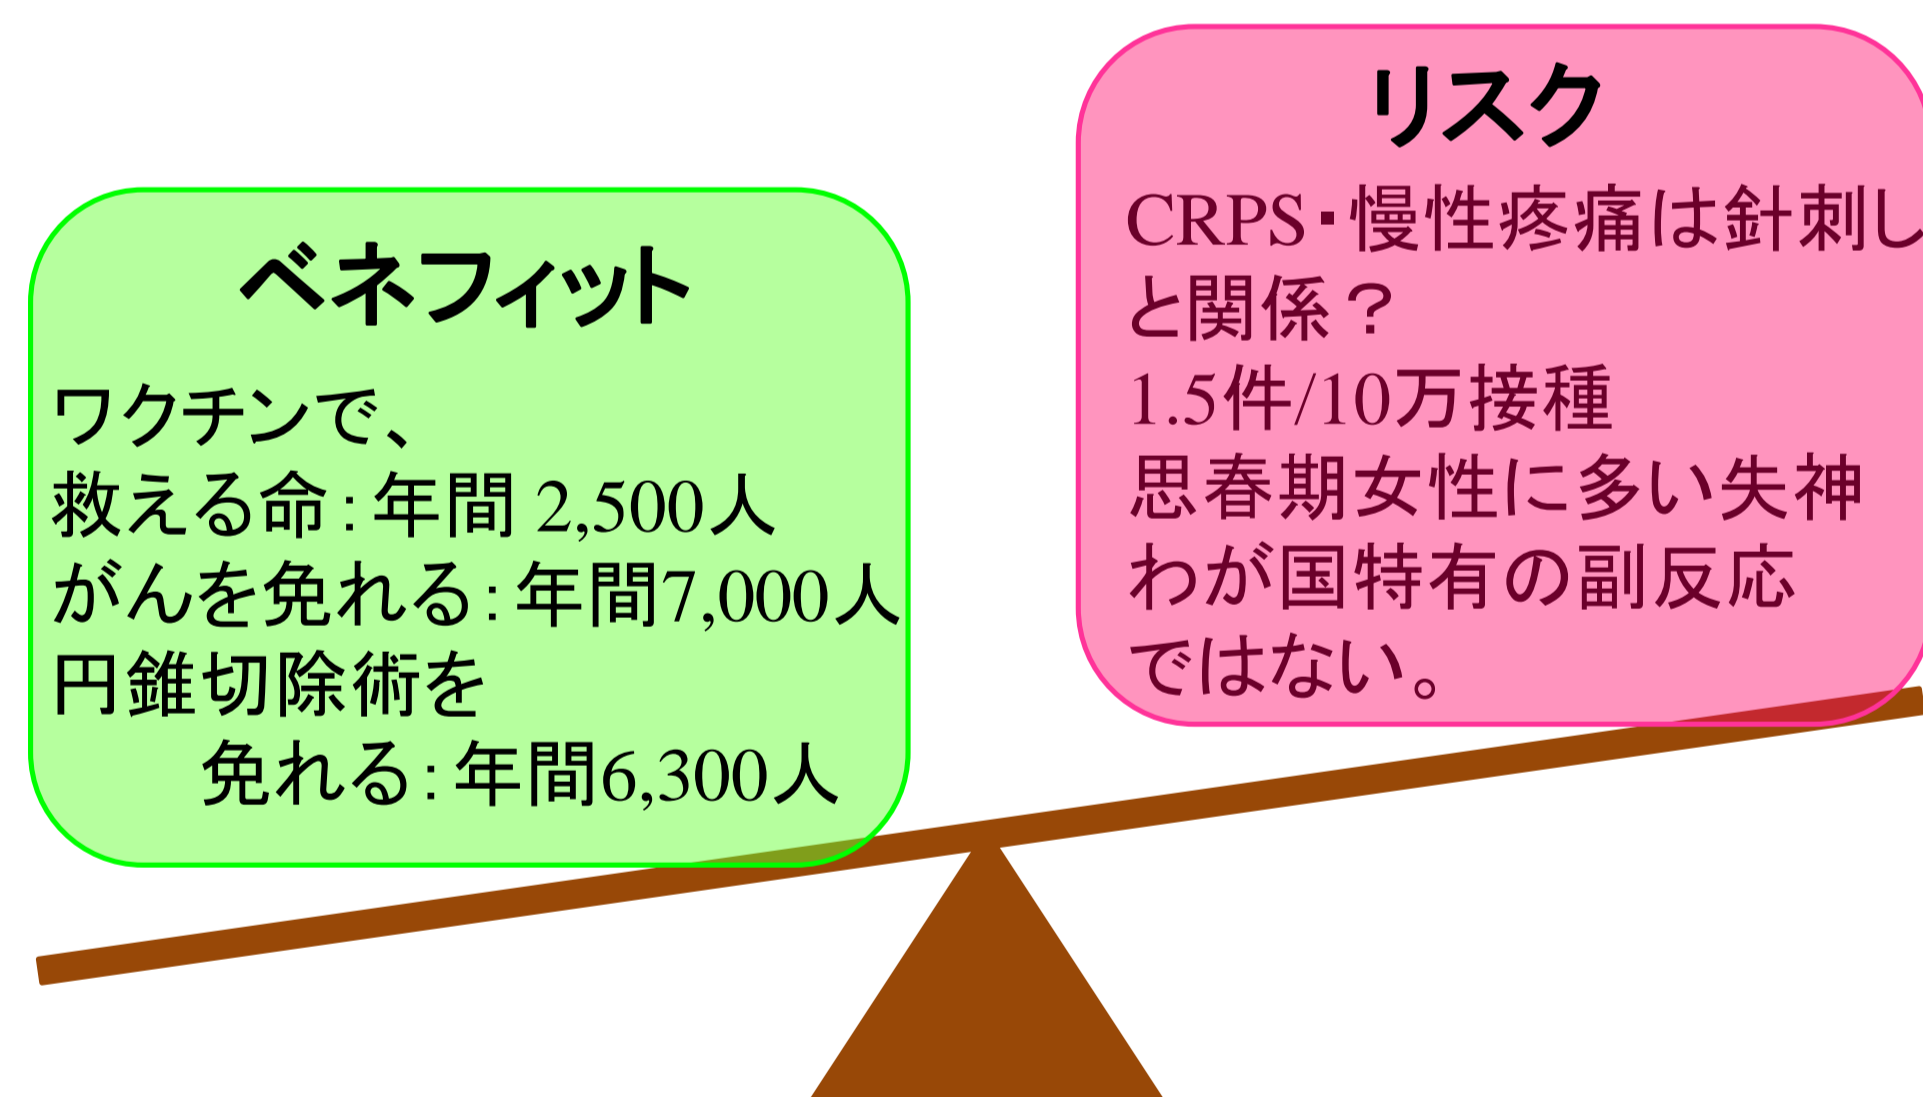 ベネフィット
ワクチンで、
救える命：年間 2,500人
がんを免れる：年間7,000人
円錐切除術を
免れる：年間6,300人
リスク
CRPS・慢性疼痛は針刺し
と関係？
1.5件/10万接種
思春期女性に多い失神
わが国特有の副反応
ではない。